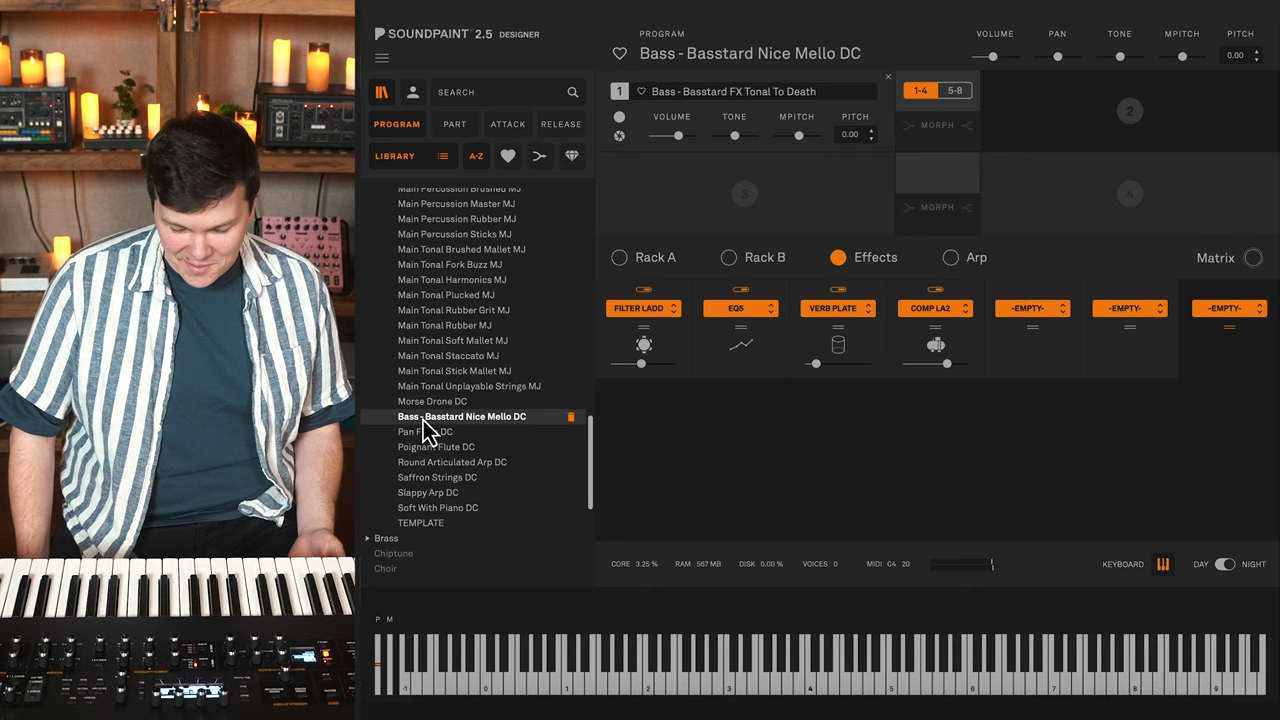 SOUNDPAINT 2.5 DESIGNER
PROGRAM
Bass - Basstard Nice Mello DC
VOLUME PAN TONE MPITCH PITCH
0.00
SEARCH
PROGRAM PART ATTACK RELEASE
LIBRARY A-Z
1 Bass - Basstard FX Tonal To Death
VOLUME TONE MPITCH PITCH
0.00
1-4 5-8
MORPH
2
3
MORPH
4
Main Percussion Brushed MJ
Main Percussion Master MJ
Main Percussion Rubber MJ
Main Percussion Sticks MJ
Main Tonal Brushed Mallet MJ
Main Tonal Fork Buzz MJ
Main Tonal Harmonics MJ
Main Tonal Plucked MJ
Main Tonal Rubber Grit MJ
Main Tonal Rubber MJ
Main Tonal Soft Mallet MJ
Main Tonal Staccato MJ
Main Tonal Stick Mallet MJ
Main Tonal Unplayable Strings MJ
Morse Drone DC
Bass - Basstard Nice Mello DC
Pan DC
Poignant Flute DC
Round Articulated Arp DC
Saffron Strings DC
Slappy Arp DC
Soft With Piano DC
TEMPLATE
Brass
Chiptune
Choir
Rack A Rack B Effects Arp Matrix
FILTER LADD EQ5 VERB PLATE COMP LA2 -EMPTY- -EMPTY- -EMPTY-
CORE 3.25 % RAM 567 MB DISK 0.00 % VOICES 0 MIDI C4 20 KEYBOARD DAY NIGHT
P M
-1 0 1 2 3 4 5 6 7 8 9